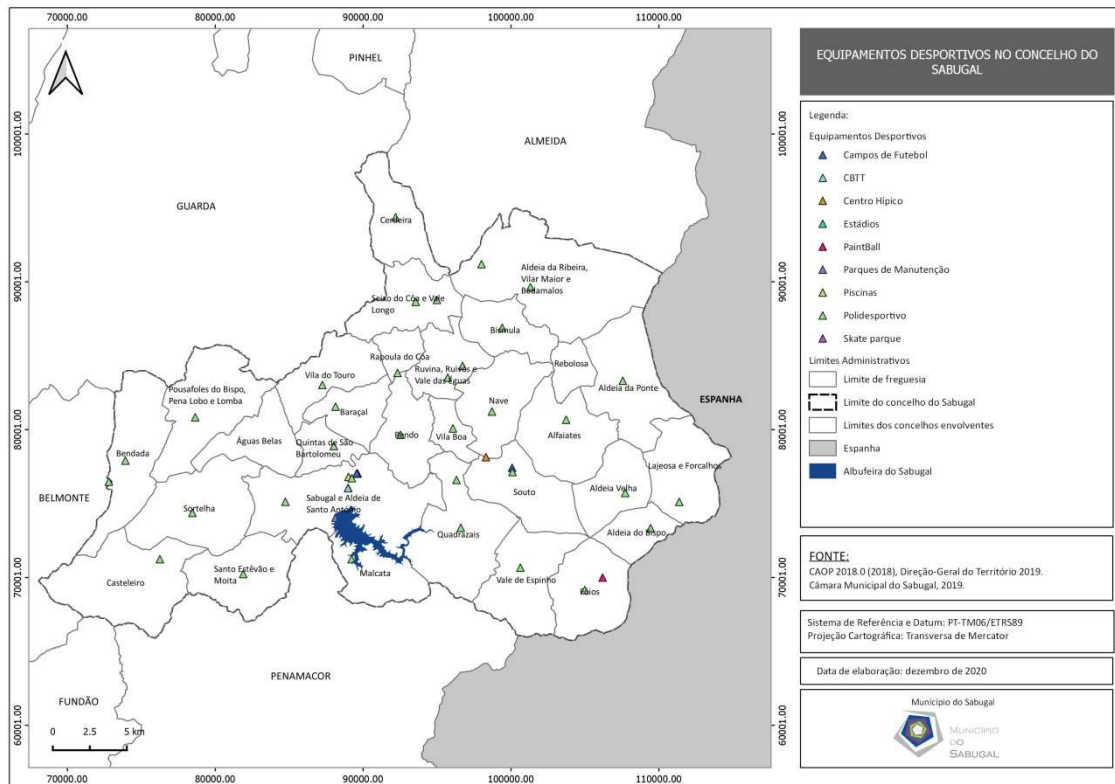 70000.00 80000.00 90000.00 100000.00 110000.00
PINHEL
100001.00
100001.00
ALMEIDA
GUARDA
Cerdeira
Aldeia da Ribeira,
Vilar Maior e
Badamalos
90001.00
90001.00
Seixo do Côa e Vale
Longo
Bismula
Rapoula do Côa
Ruvina, Ruivós e
Vale das Éguas
Rebolosa
Vila do Touro
Aldeia da Ponte
Pousafoles do Bispo,
Pena Lobo e Lomba
ESPANHA
Baraçal
Nave
80001.00
80001.00
Rendo
Vila Boa
Alfaiates
Águas Belas
Quintas de São
Bartolomeu
Bendada
Lajeosa e Forcalhos
BELMONTE
Sabugal e Aldeia de
Santo António
Souto
Aldeia Velha
Sortelha
Quadrazais
Aldeia do Bispo
70001.00
70001.00
Casteleiro
Santo Estêvão e
Moita
Malcata
Vale de Espinho
Fóios
PENAMACOR
FUNDÃO
60001.00
60001.00
0 2.5 5 km
70000.00 80000.00 90000.00 100000.00 110000.00
EQUIPAMENTOS DESPORTIVOS NO CONCELHO DO
SABUGAL
Legenda:
Equipamentos Desportivos
Campos de Futebol
CBTT
Centro Hípico
Estádios
PaintBall
Parques de Manutenção
Piscinas
Polidesportivo
Skate parque
Limites Administrativos
Limite de freguesia
Limite do concelho do Sabugal
Limites dos concelhos envolventes
Espanha
Albufeira do Sabugal
FONTE:
CAOP 2018.0 (2018), Direção-Geral do Território 2019.
Câmara Municipal do Sabugal, 2019.
Sistema de Referência e Datum: PT-TM06/ETRS89
Projeção Cartográfica: Transversa de Mercator
Data de elaboração: dezembro de 2020
Município do Sabugal
MUNICÍPIO
DO
SABUGAL